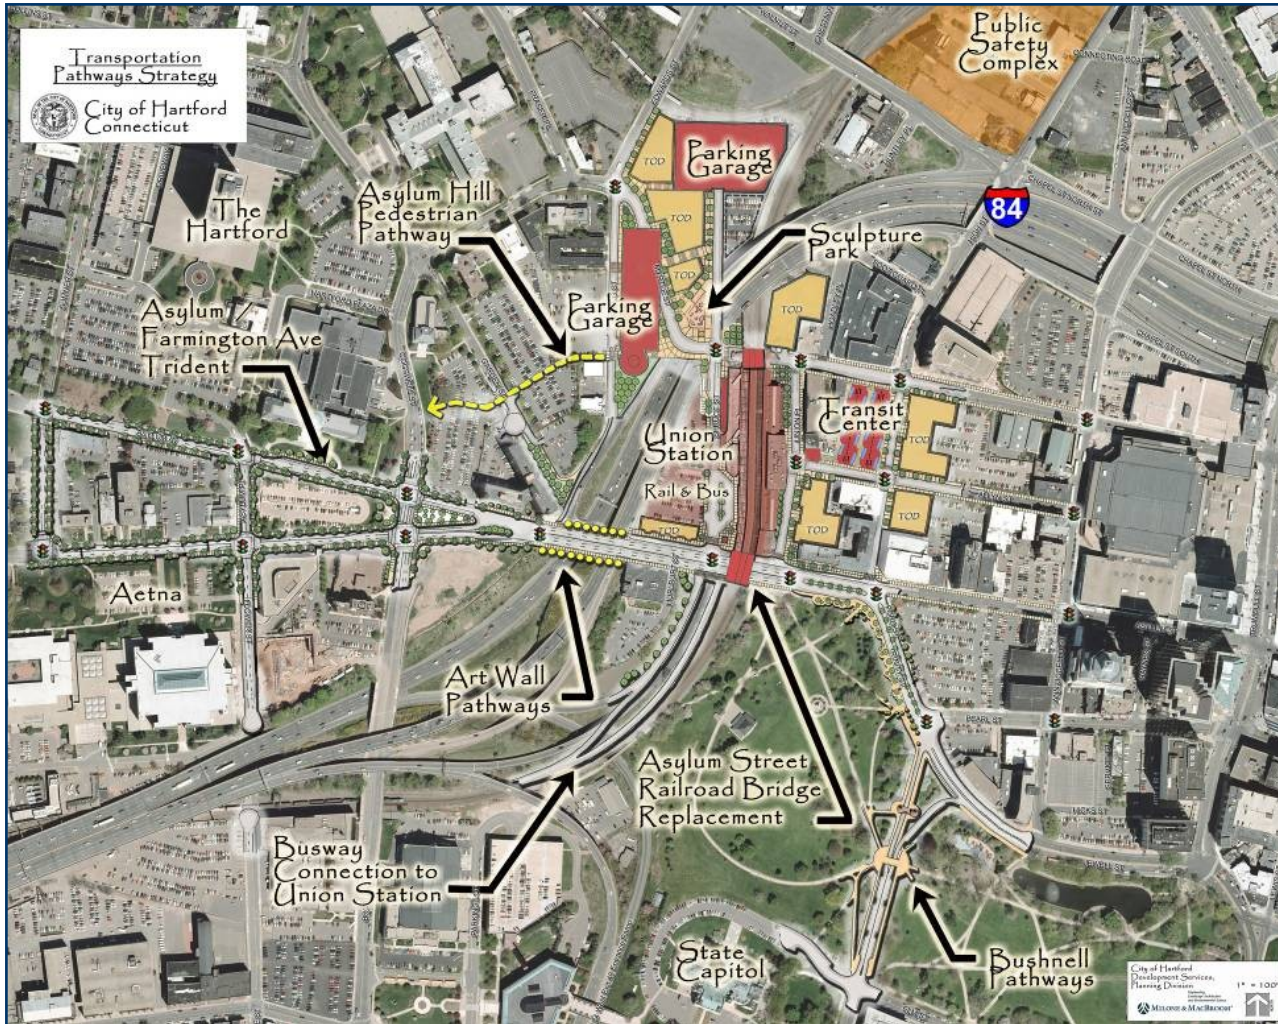 Transportation
Pathways Strategy
City of Hartford
Connecticut
Public
Safety
Complex
84
TOD
Parking
Garage
TOD
TOD
Sculpture
Park
TOD
The
Hartford
Asylum Hill
Pedestrian
Pathway
Parking
Garage
Asylum /
Farmington Ave
Trident
Union
Station
Rail & Bus
TOD
Transit
Center
TOD
TOD
TOD
Aetna
Art Wall
Pathways
Asylum Street
Railroad Bridge
Replacement
PEARL ST
Busway
Connection to
Union Station
State
Capitol
Bushnell
Pathways
City of Hartford
Development Services,
Planning Division
1" = 100'
MILONE & MACBROOM